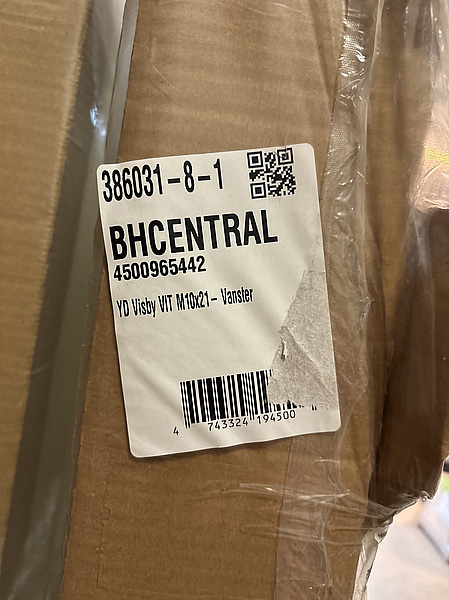 386031-8-1
BHCENTRAL
4500965442
YD Visby VIT M10x21- Vanster
4 743324 194500